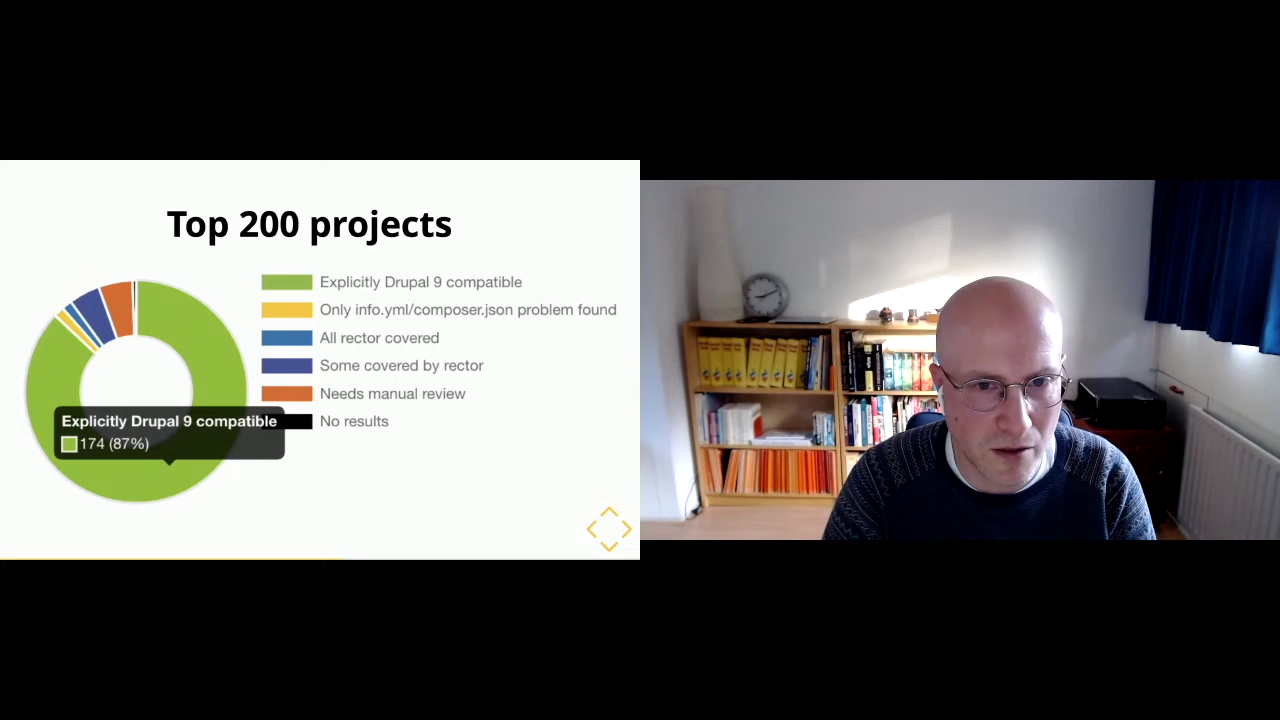 Top 200 projects
Explicitly Drupal 9 compatible
Only info.yml/composer.json problem found
All rector covered
Some covered by rector
Needs manual review
No results
Explicitly Drupal 9 compatible
174 (87%)